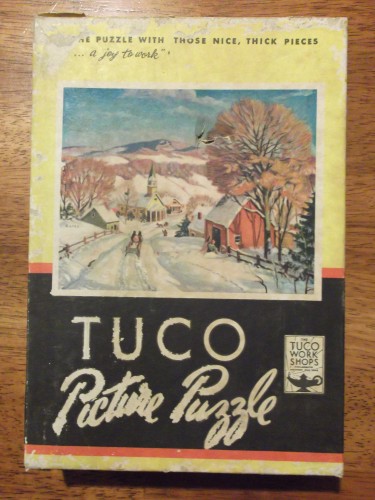 THE PUZZLE WITH THOSE NICE, THICK PIECES
... a joy to work"
TUCO
Picture Puzzle
THE
TUCO
WORK
SHOPS